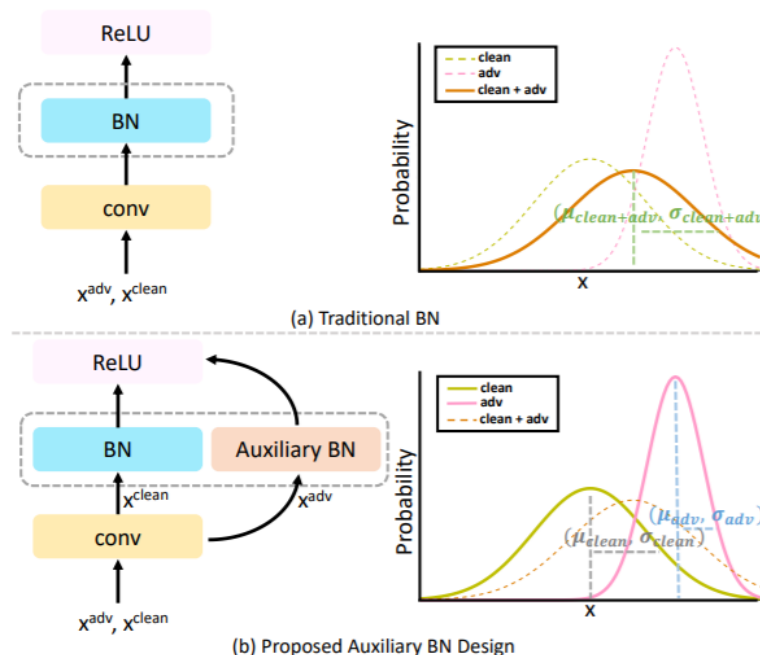 ReLU
BN
conv
x^adv, x^clean
clean
adv
clean + adv
Probability
(μ_clean+adv, σ_clean+adv)
x
(a) Traditional BN
ReLU
BN
Auxiliary BN
x^clean
x^adv
conv
x^adv, x^clean
clean
adv
clean + adv
Probability
(μ_adv, σ_adv)
(μ_clean, σ_clean)
x
(b) Proposed Auxiliary BN Design